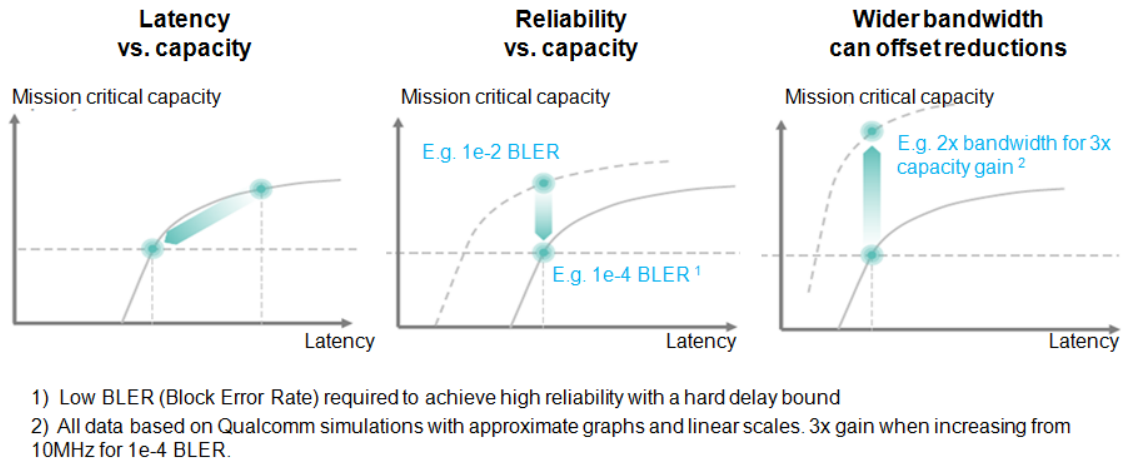 Latency
vs. capacity
Mission critical capacity
Latency
Reliability
vs. capacity
Mission critical capacity
E.g. 1e-2 BLER
E.g. 1e-4 BLER 1
Latency
Wider bandwidth
can offset reductions
Mission critical capacity
E.g. 2x bandwidth for 3x
capacity gain 2
Latency
1) Low BLER (Block Error Rate) required to achieve high reliability with a hard delay bound
2) All data based on Qualcomm simulations with approximate graphs and linear scales. 3x gain when increasing from
10MHz for 1e-4 BLER.